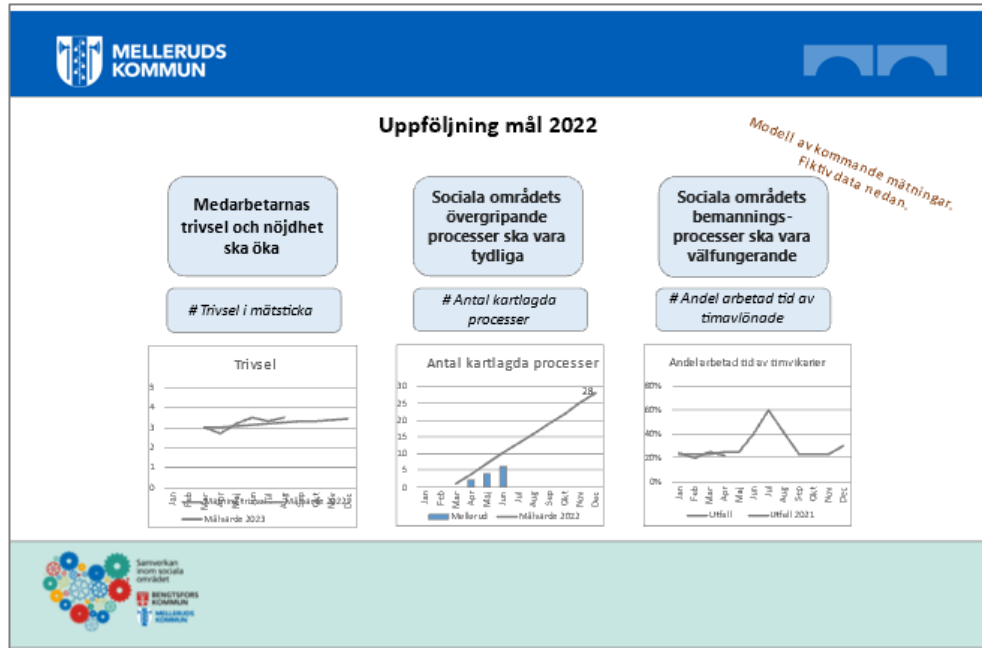 MELLERUDS
KOMMUN
Uppföljning mål 2022
Modell av kommande mätningar.
Fiktiv data nedan.
Medarbetarnas
trivsel och nöjdhet
ska öka
Sociala områdets
övergripande
processer ska vara
tydliga
Sociala områdets
bemannings-
processer ska vara
välfungerande
# Trivsel i mätsticka
# Antal kartlagda
processer
# Andel arbetad tid av
timavlönade
Trivsel
5
4
3
2
1
0
Jan
Feb
Mar
Apr
Maj
Jun
Jul
Aug
Sep
Okt
Nov
Dec
Mätning trivsel
Målvärde 2022
Målvärde 2023
Antal kartlagda processer
30
25
20
15
10
5
0
28
Jan
Feb
Mar
Apr
Maj
Jun
Jul
Aug
Sep
Okt
Nov
Dec
Mellerud
Målvärde 2022
Andel arbetad tid av timvikarier
80%
60%
40%
20%
0%
Jan
Feb
Mar
Apr
Maj
Jun
Jul
Aug
Sep
Okt
Nov
Dec
Utfall
Utfall 2021
Samverkan
inom sociala
området
BENGTSFORS
KOMMUN
MELLERUDS
KOMMUN